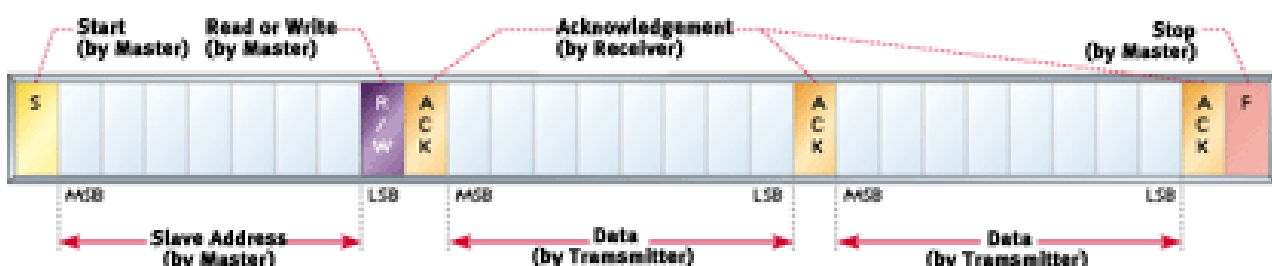 Start
(by Master)
Read or Write
(by Master)
Acknowledgement
(by Receiver)
Stop
(by Master)
S
R
/
W
A
C
K
A
C
K
A
C
K
F
MSB
LSB
MSB
LSB
MSB
LSB
Slave Address
(by Master)
Data
(by Transmitter)
Data
(by Transmitter)